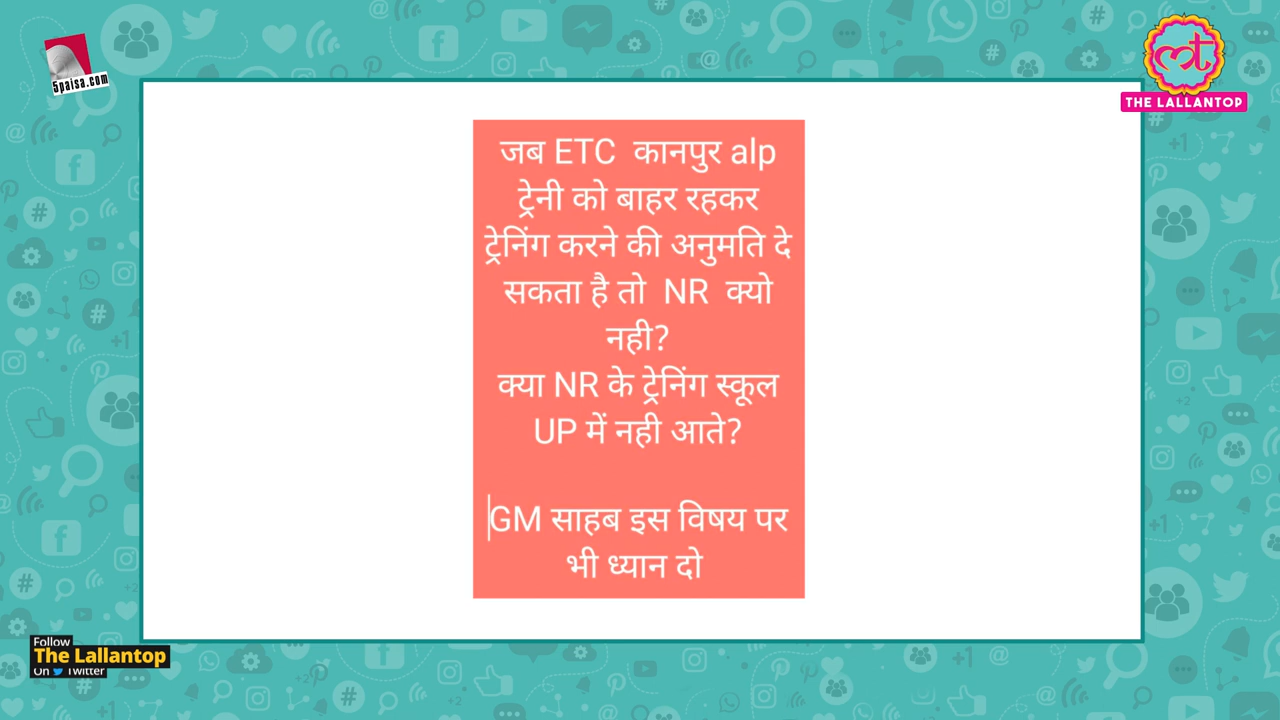 5paisa.com
THE LALLANTOP
जब ETC कानपुर alp
ट्रेनी को बाहर रहकर
ट्रेनिंग करने की अनुमति दे
सकता है तो NR क्यो
नही?
क्या NR के ट्रेनिंग स्कूल
UP में नही आते?
GM साहब इस विषय पर
भी ध्यान दो
Follow
The Lallantop
On Twitter